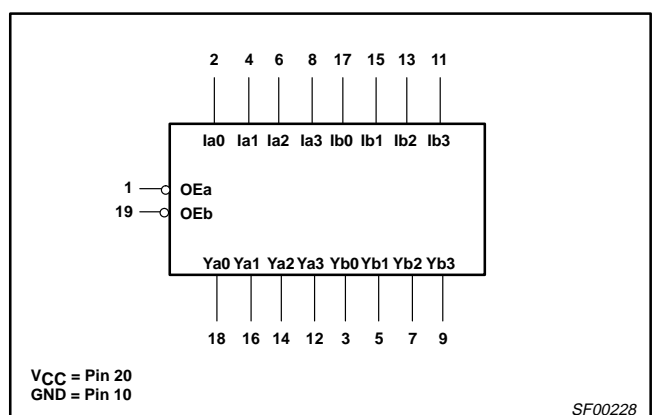 2 4 6 8 17 15 13 11
Ia0 Ia1 Ia2 Ia3 Ib0 Ib1 Ib2 Ib3
1 OEa
19 OEb
Ya0 Ya1 Ya2 Ya3 Yb0 Yb1 Yb2 Yb3
18 16 14 12 3 5 7 9
VCC = Pin 20
GND = Pin 10
SF00228